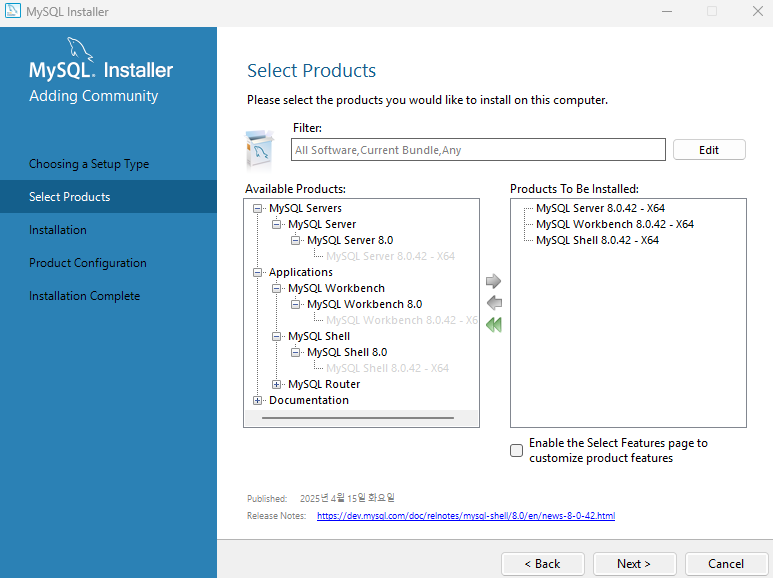 MySQL Installer
MySQL. Installer
Adding Community
Choosing a Setup Type
Select Products
Installation
Product Configuration
Installation Complete
Select Products
Please select the products you would like to install on this computer.
Filter:
All Software,Current Bundle,Any
Edit
Available Products:
MySQL Servers
MySQL Server
MySQL Server 8.0
MySQL Server 8.0.42 - X64
Applications
MySQL Workbench
MySQL Workbench 8.0
MySQL Workbench 8.0.42 - X6
MySQL Shell
MySQL Shell 8.0
MySQL Shell 8.0.42 - X64
MySQL Router
Documentation
Products To Be Installed:
MySQL Server 8.0.42 - X64
MySQL Workbench 8.0.42 - X64
MySQL Shell 8.0.42 - X64
Enable the Select Features page to
customize product features
Published: 2025년 4월 15일 화요일
Release Notes: https://dev.mysql.com/doc/relnotes/mysql-shell/8.0/en/news-8-0-42.html
< Back
Next >
Cancel